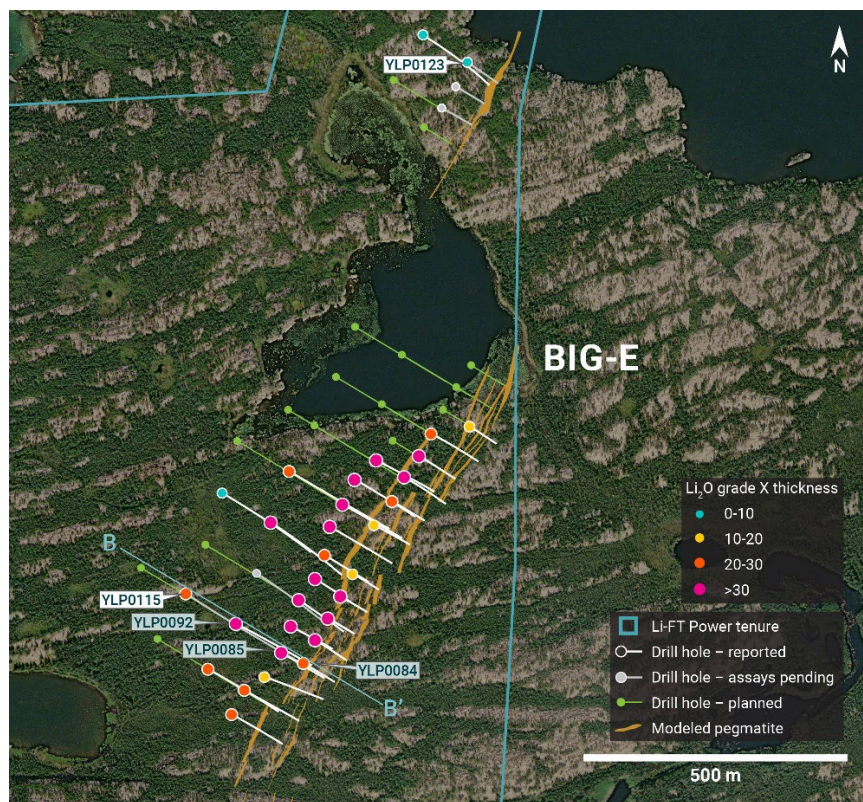 YLP0123
N
BIG-E
Li₂O grade X thickness
0-10
10-20
20-30
>30
B
YLP0115
YLP0092
YLP0085
YLP0084
B'
Li-FT Power tenure
Drill hole – reported
Drill hole – assays pending
Drill hole – planned
Modeled pegmatite
500 m